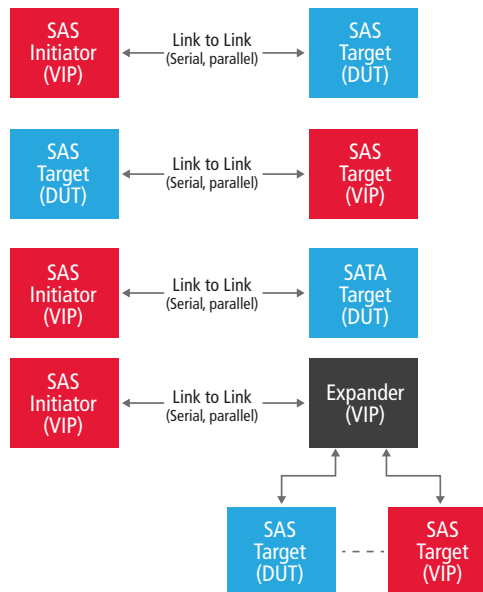 SAS
Initiator
(VIP)
Link to Link
(Serial, parallel)
SAS
Target
(DUT)
SAS
Target
(DUT)
Link to Link
(Serial, parallel)
SAS
Target
(VIP)
SAS
Initiator
(VIP)
Link to Link
(Serial, parallel)
SATA
Target
(DUT)
SAS
Initiator
(VIP)
Link to Link
(Serial, parallel)
Expander
(VIP)
SAS
Target
(DUT)
SAS
Target
(VIP)